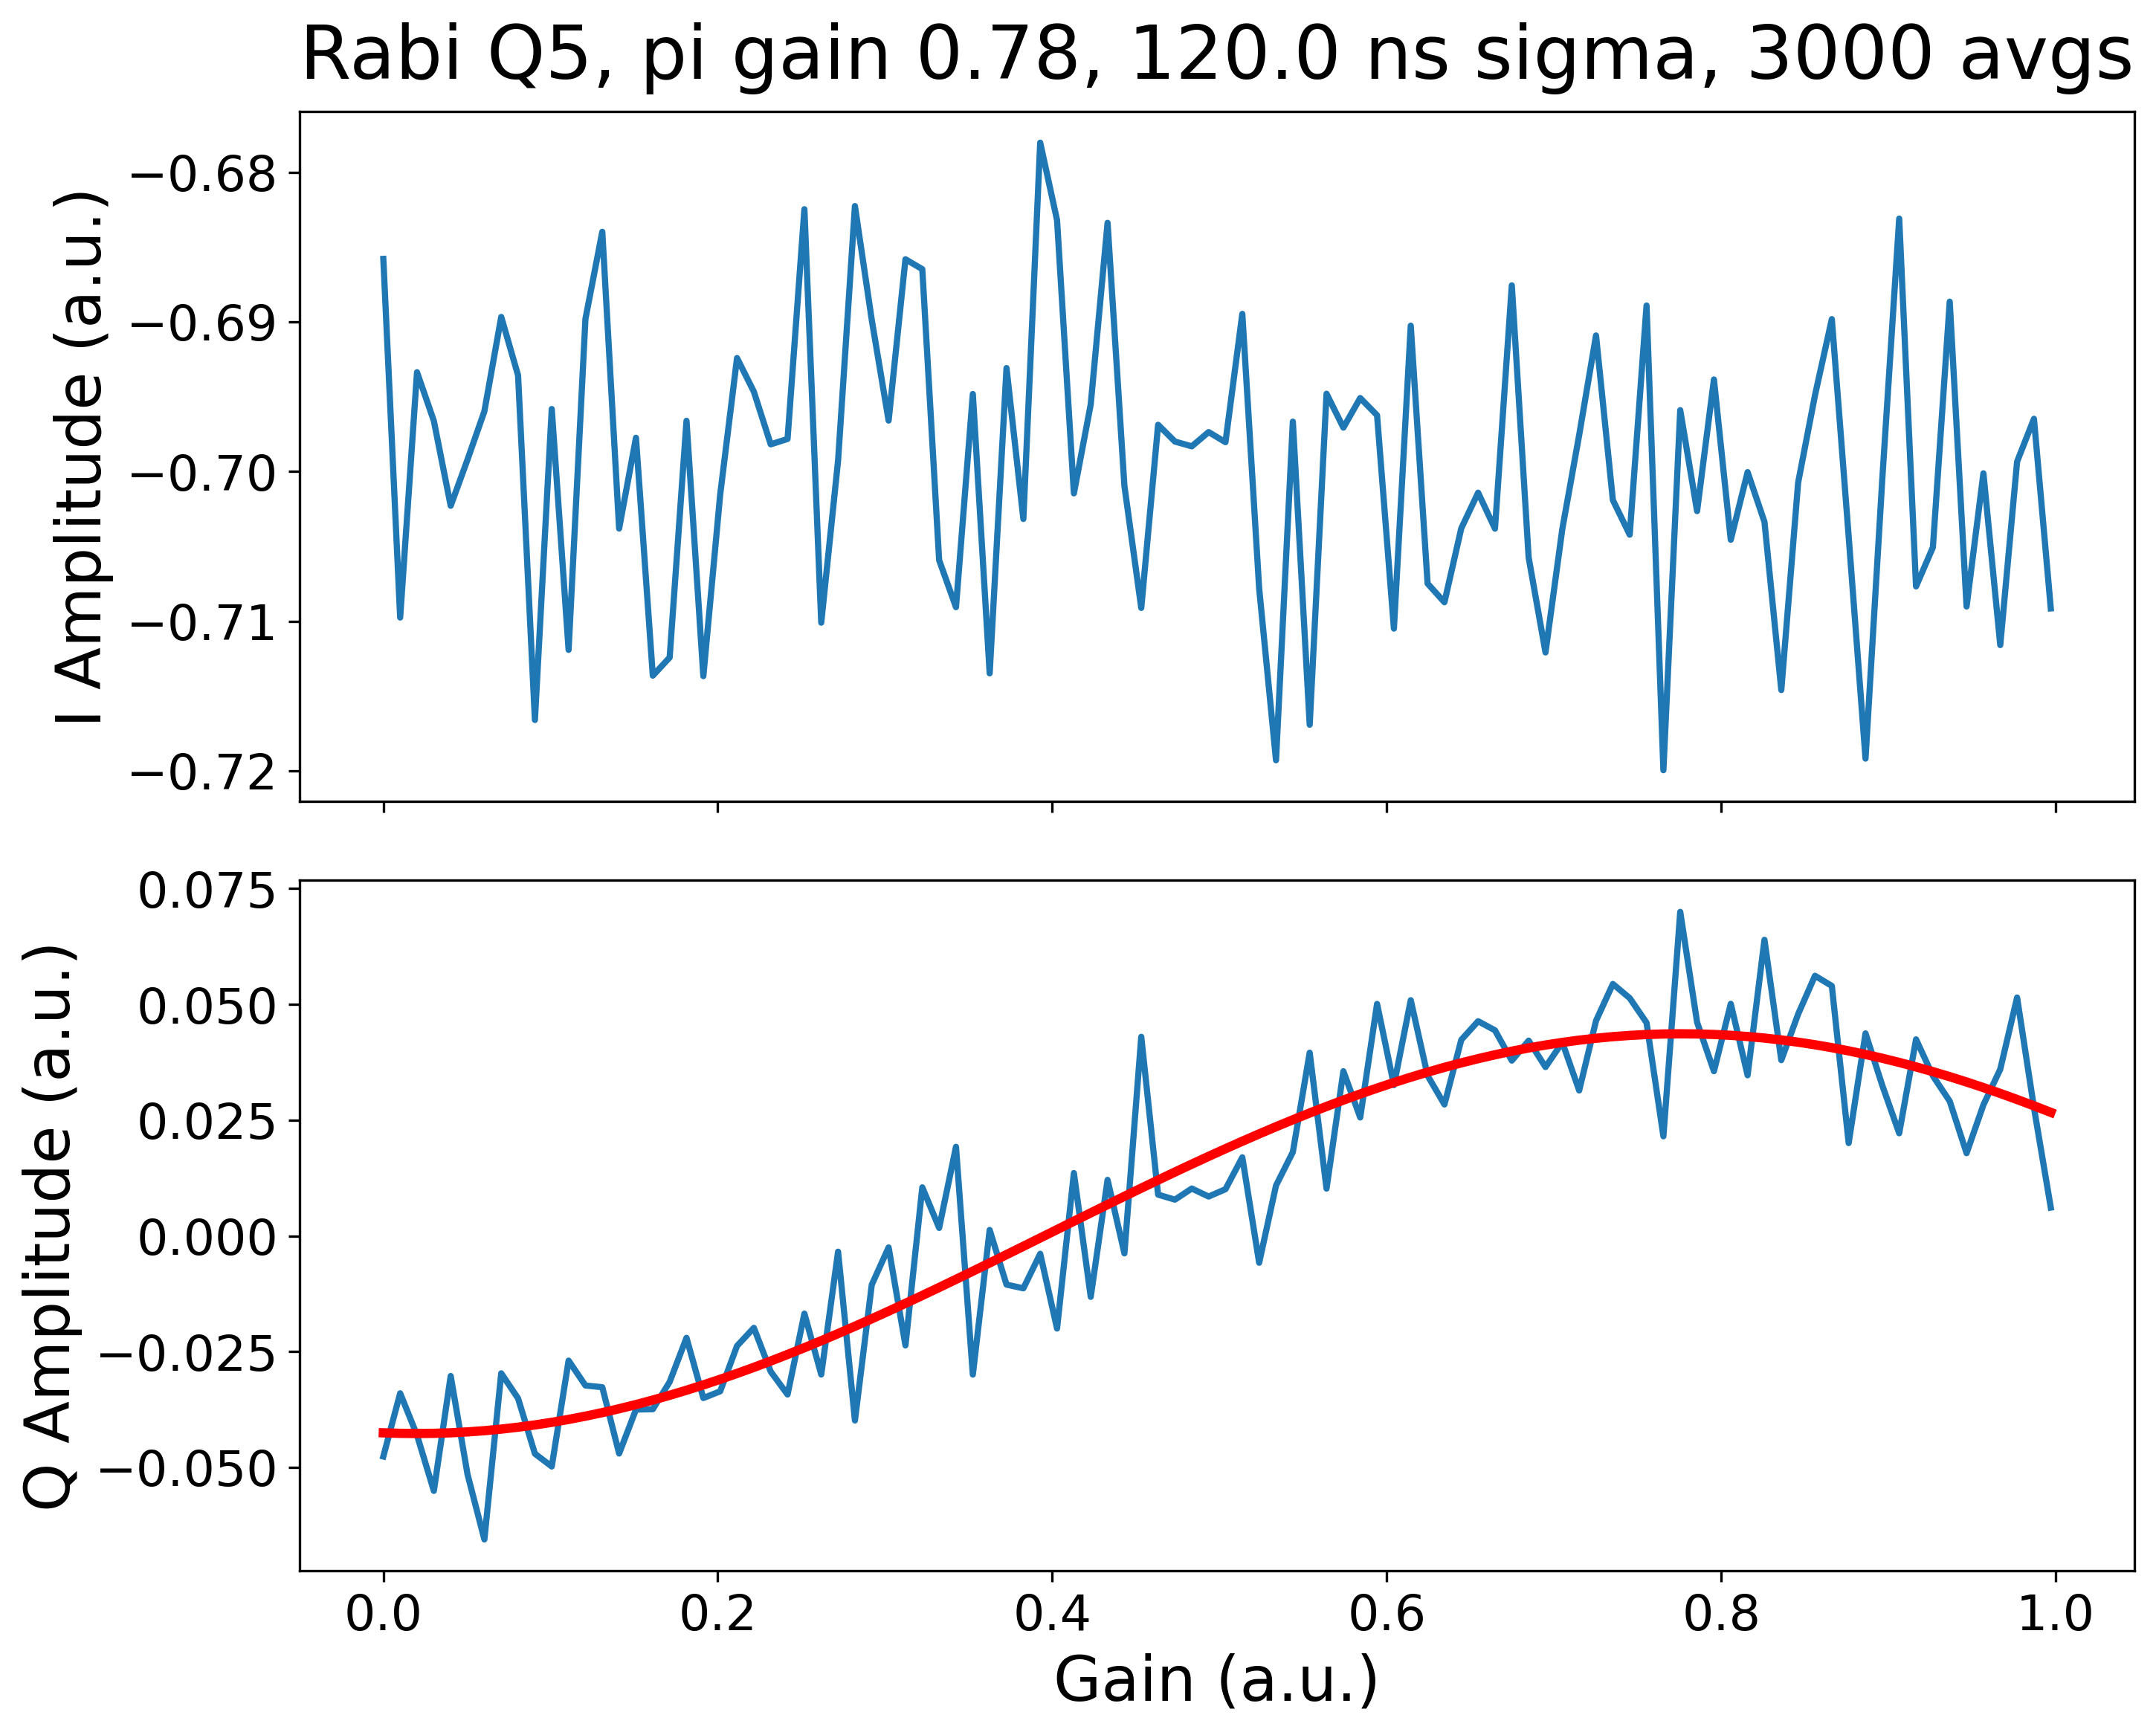 Rabi Q5, pi gain 0.78, 120.0 ns sigma, 3000 avgs
I Amplitude (a.u.)
−0.68
−0.69
−0.70
−0.71
−0.72
Q Amplitude (a.u.)
0.075
0.050
0.025
0.000
−0.025
−0.050
0.0 0.2 0.4 0.6 0.8 1.0
Gain (a.u.)